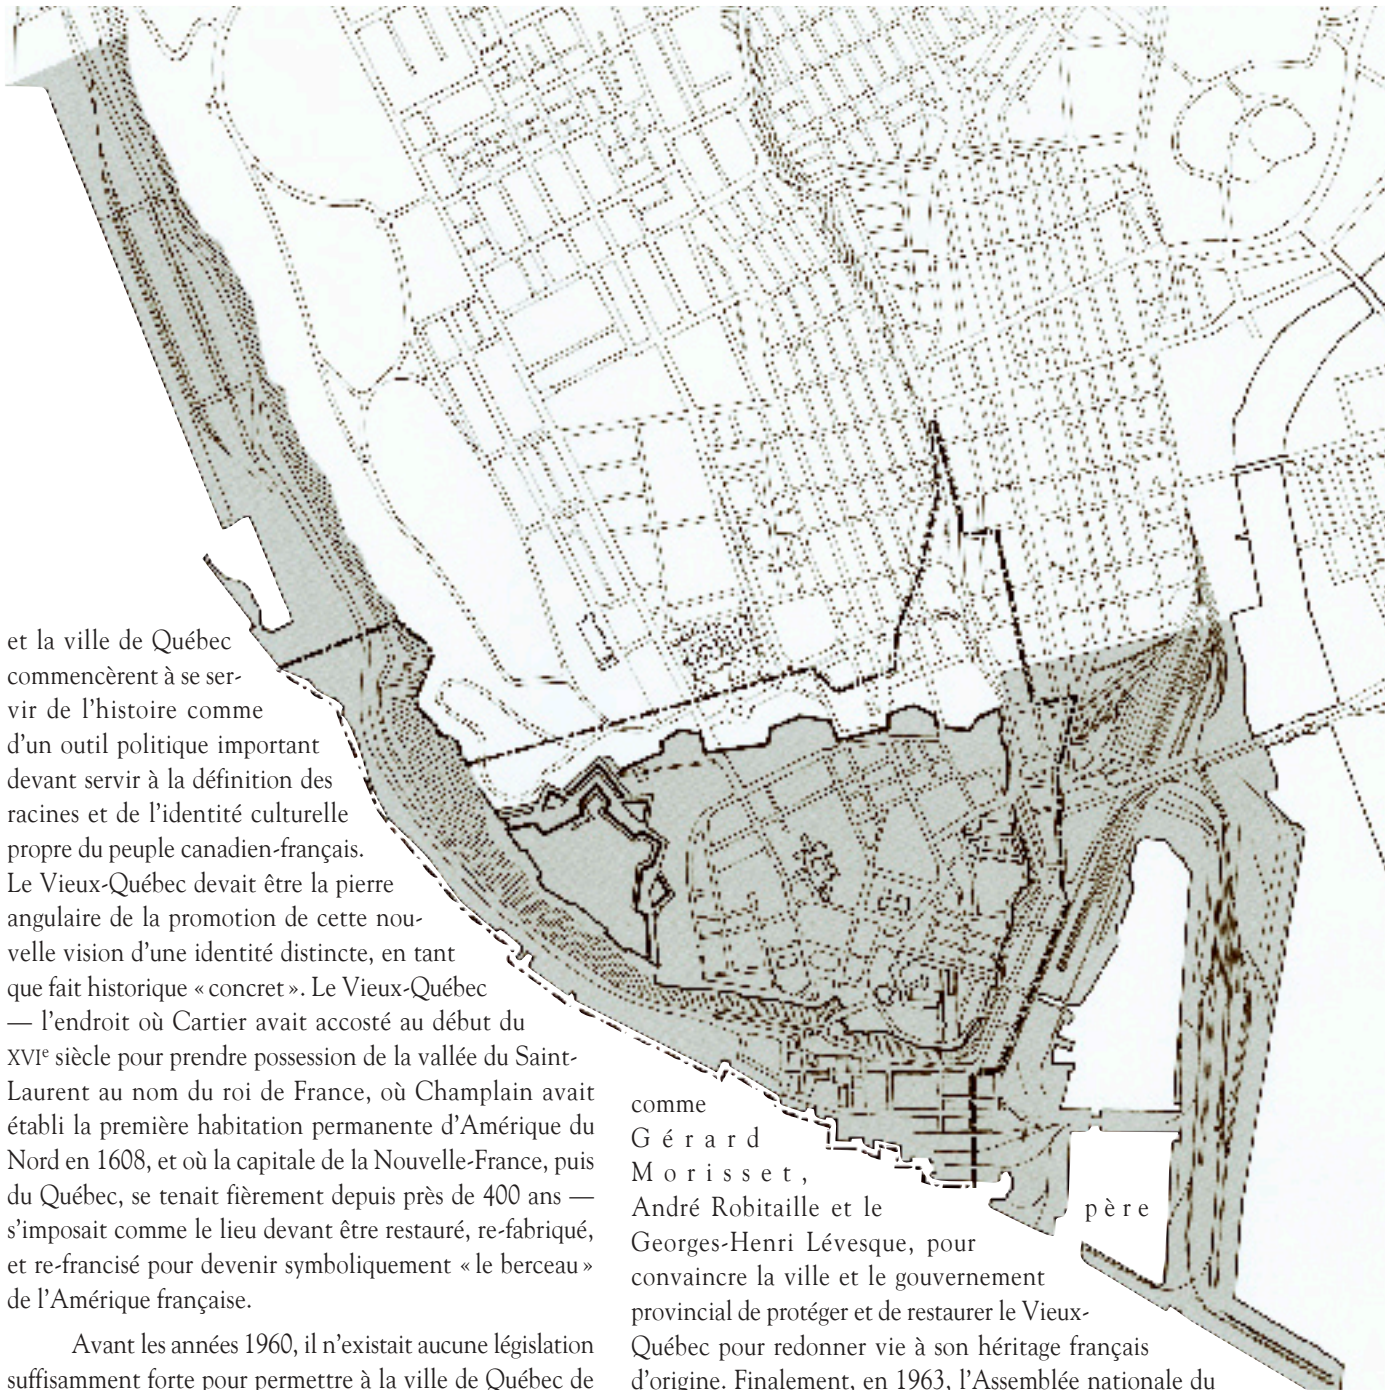 et la ville de Québec
commencèrent à se ser-
vir de l'histoire comme
d'un outil politique important
devant servir à la définition des
racines et de l'identité culturelle
propre du peuple canadien-français.
Le Vieux-Québec devait être la pierre
angulaire de la promotion de cette nou-
velle vision d'une identité distincte, en tant
que fait historique « concret ». Le Vieux-Québec
— l'endroit où Cartier avait accosté au début du
XVIe siècle pour prendre possession de la vallée du Saint-
Laurent au nom du roi de France, où Champlain avait
établi la première habitation permanente d'Amérique du
Nord en 1608, et où la capitale de la Nouvelle-France, puis
du Québec, se tenait fièrement depuis près de 400 ans —
s'imposait comme le lieu devant être restauré, re-fabriqué,
et re-francisé pour devenir symboliquement « le berceau »
de l'Amérique française.
Avant les années 1960, il n'existait aucune législation
suffisamment forte pour permettre à la ville de Québec de
comme
Gérard
Morisset,
André Robitaille et le père
Georges-Henri Lévesque, pour
convaincre la ville et le gouvernement
provincial de protéger et de restaurer le Vieux-
Québec pour redonner vie à son héritage français
d'origine. Finalement, en 1963, l'Assemblée nationale du